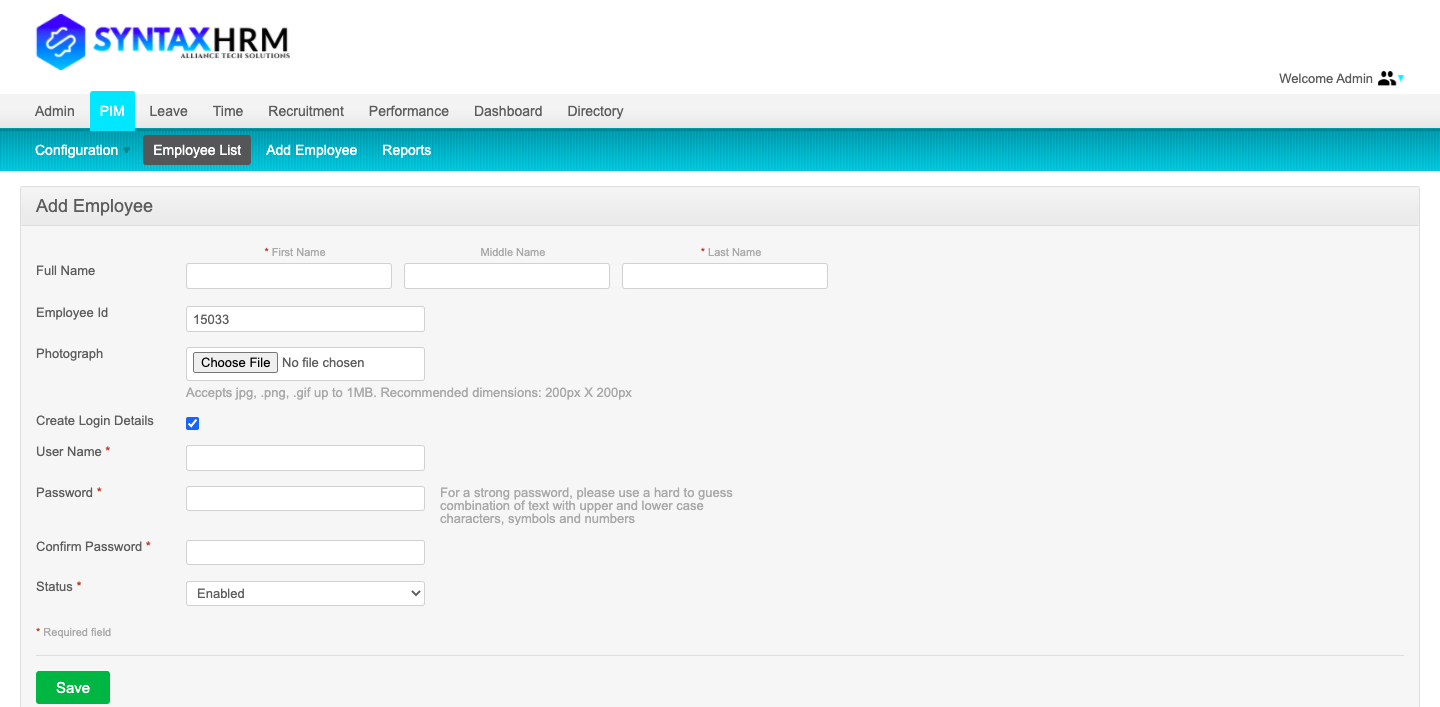 SYNTAXHRM
ALLIANCE TECH SOLUTIONS
Welcome Admin
Admin PIM Leave Time Recruitment Performance Dashboard Directory
Configuration Employee List Add Employee Reports
Add Employee
* First Name Middle Name * Last Name
Full Name
Employee Id 15033
Photograph Choose File No file chosen
Accepts jpg, .png, .gif up to 1MB. Recommended dimensions: 200px X 200px
Create Login Details
User Name *
Password * For a strong password, please use a hard to guess
combination of text with upper and lower case
characters, symbols and numbers
Confirm Password *
Status * Enabled
* Required field
Save